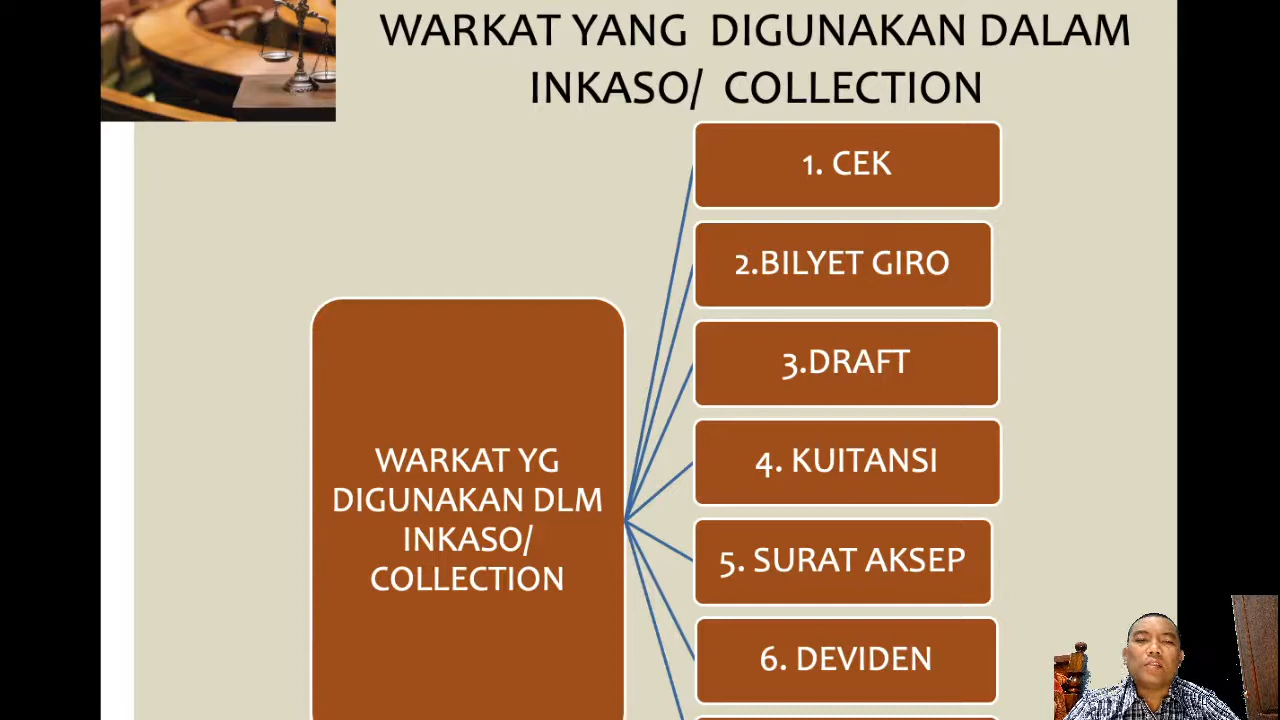 WARKAT YANG DIGUNAKAN DALAM
INKASO/ COLLECTION
WARKAT YG
DIGUNAKAN DLM
INKASO/
COLLECTION
1. CEK
2.BILYET GIRO
3.DRAFT
4. KUITANSI
5. SURAT AKSEP
6. DEVIDEN